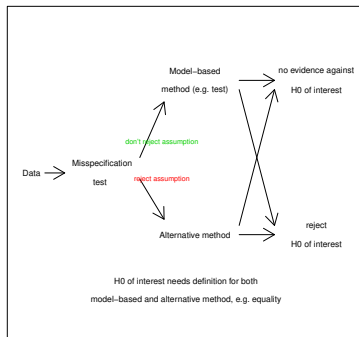 Model−based
method (e.g. test)
no evidence against
H0 of interest
don't reject assumption
Data
Misspecification
test
reject assumption
Alternative method
reject
H0 of interest
H0 of interest needs definition for both
model−based and alternative method, e.g. equality